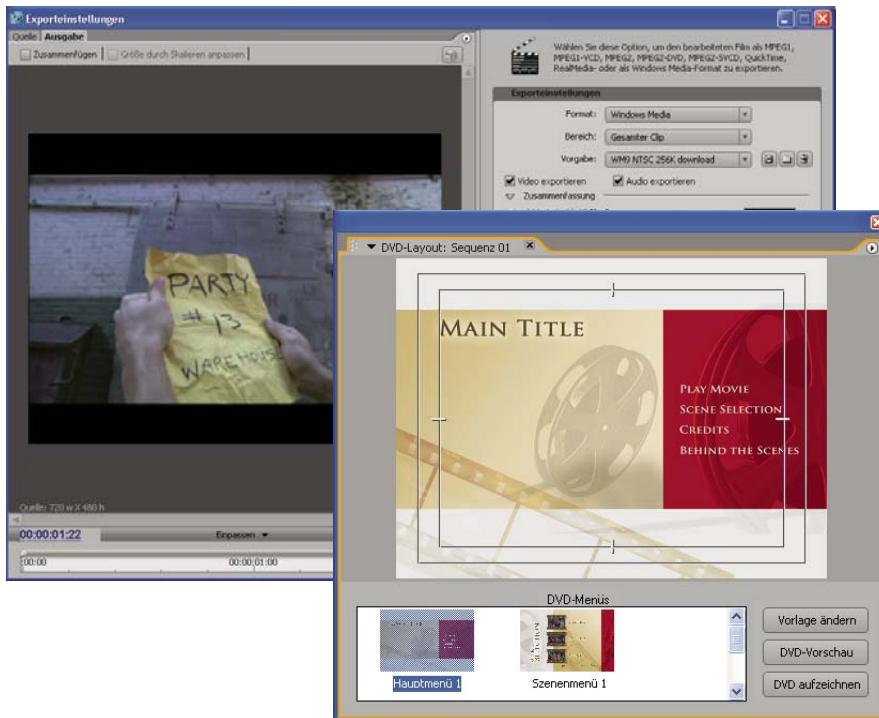 Exporteinstellungen
Quelle Ausgabe
Zusammenfügen Größe durch Skalieren anpassen
Wählen Sie diese Option, um den bearbeiteten Film als MPEG1,
MPEG1-VCD, MPEG2, MPEG2-DVD, MPEG2-SVCD, QuickTime,
RealMedia- oder als Windows Media-Format zu exportieren.
Exporteinstellungen
Format: Windows Media
Bereich: Gesamter Clip
Vorgabe: WM9 NTSC 256K download
Video exportieren Audio exportieren
Zusammenfassung
PARTY
# 13
WAREHOUSE
Quelle: 720 w X 480 h
00:00:01:22 Einpassen
:00:00 00:00:01:00
DVD-Layout: Sequenz 01
MAIN TITLE
PLAY MOVIE
SCENE SELECTION
CREDITS
BEHIND THE SCENES
DVD-Menüs
Hauptmenü 1 Szenenmenü 1
Vorlage ändern
DVD-Vorschau
DVD aufzeichnen